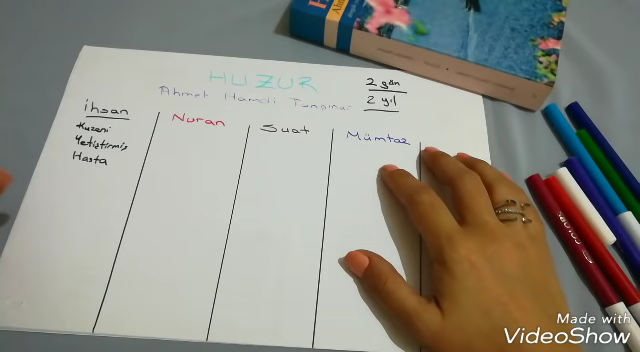 HUZUR
Ahmet Hamdi Tanpınar
2 gün
2 yıl
İhsan
Kuzeni
Yetiştirmiş
Hasta
Nuran
Suat
Mümtaz
Made with
VideoShow